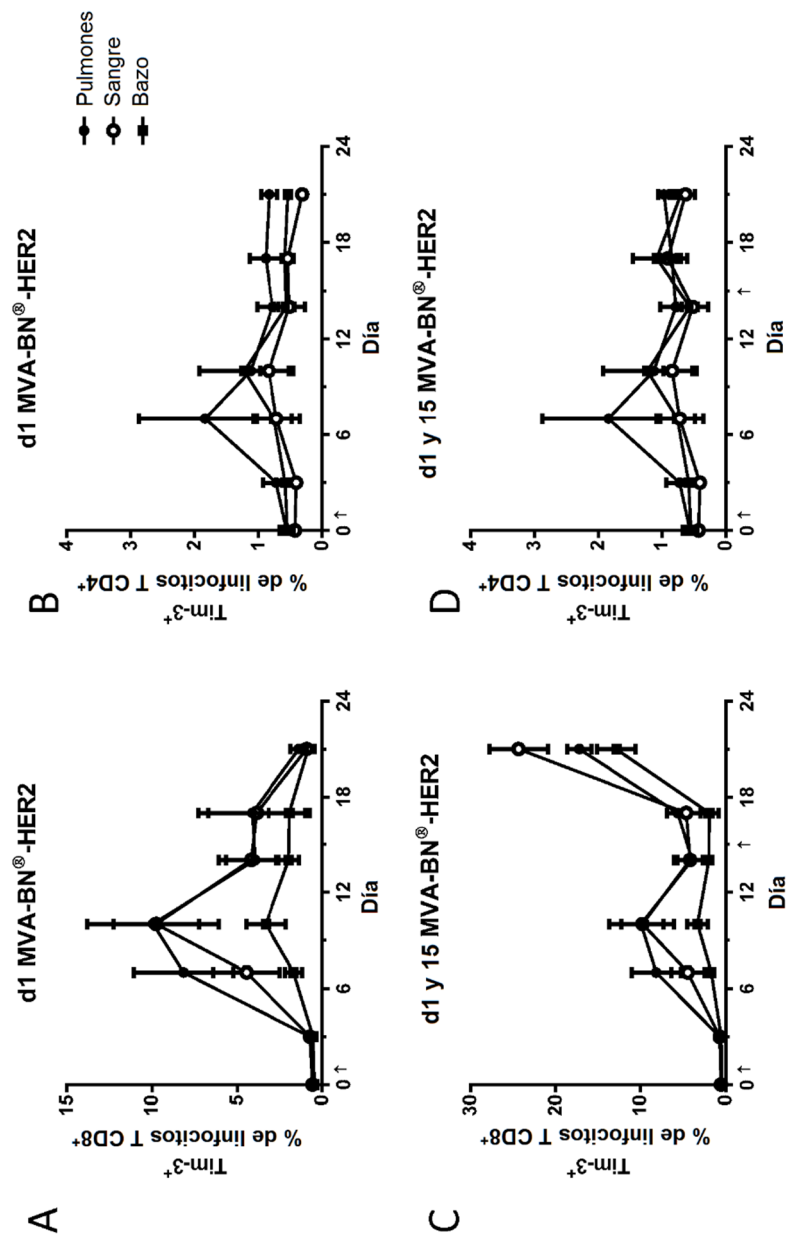 A
d1 MVA-BN®-HER2
Tim-3⁺
% de linfocitos T CD8⁺
15
10
5
0
0 ↑ 6 12 18 24
Día
B
d1 MVA-BN®-HER2
Tim-3⁺
% de linfocitos T CD4⁺
4
3
2
1
0
0 ↑ 6 12 18 24
Día
Pulmones
Sangre
Bazo
C
d1 y 15 MVA-BN®-HER2
Tim-3⁺
% de linfocitos T CD8⁺
30
20
10
0
0 ↑ 6 12 ↑ 18 24
Día
D
d1 y 15 MVA-BN®-HER2
Tim-3⁺
% de linfocitos T CD4⁺
4
3
2
1
0
0 ↑ 6 12 ↑ 18 24
Día